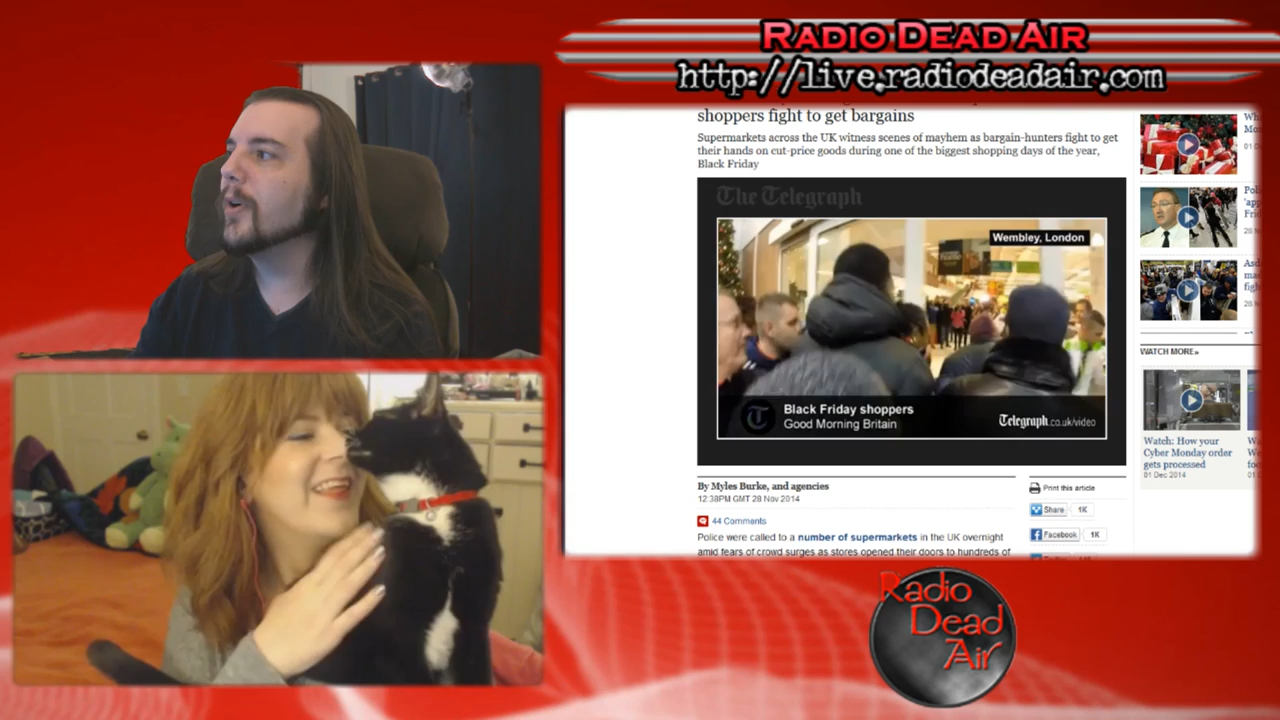 Radio Dead Air
http://live.radiodeadair.com
shoppers fight to get bargains
Supermarkets across the UK witness scenes of mayhem as bargain-hunters fight to get
their hands on cut-price goods during one of the biggest shopping days of the year,
Black Friday
The Telegraph
Wembley, London
Black Friday shoppers
Good Morning Britain
Telegraph.co.uk/video
By Myles Burke, and agencies
12:38PM GMT 28 Nov 2014
44 Comments
Police were called to a number of supermarkets in the UK overnight
amid fears of crowd surges as stores opened their doors to hundreds of
Print this article
Share 1K
Facebook 1K
WATCH MORE»
Watch: How your
Cyber Monday order
gets processed
01 Dec 2014
Radio
Dead
Air